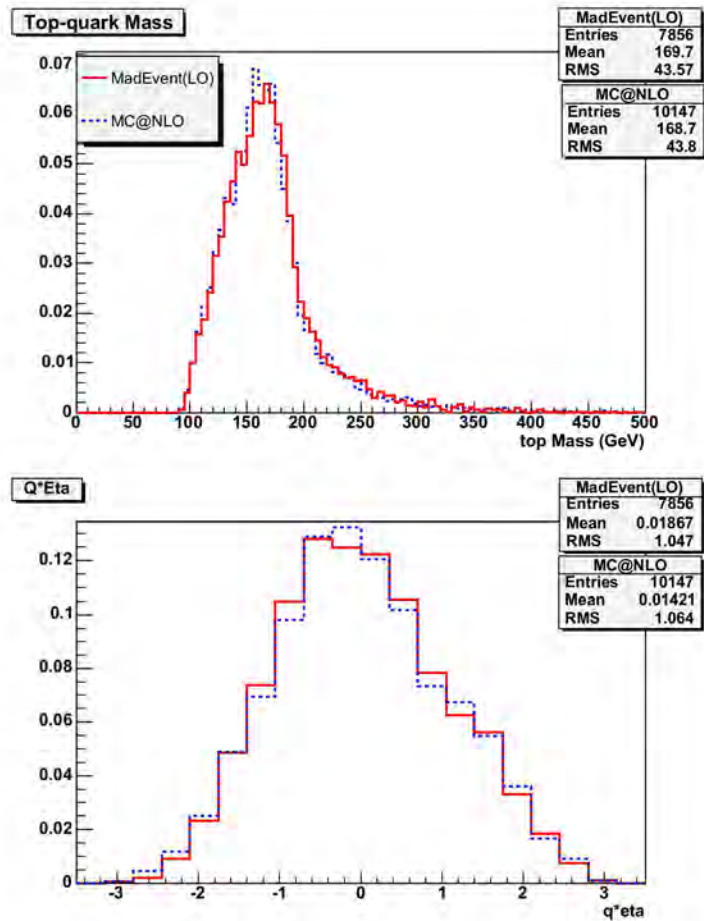 Top-quark Mass
MadEvent(LO)
Entries 7856
Mean 169.7
RMS 43.57
MC@NLO
Entries 10147
Mean 168.7
RMS 43.8
MadEvent(LO)
MC@NLO
0.07
0.06
0.05
0.04
0.03
0.02
0.01
0
0 50 100 150 200 250 300 350 400 450 500
top Mass (GeV)
Q*Eta
MadEvent(LO)
Entries 7856
Mean 0.01867
RMS 1.047
MC@NLO
Entries 10147
Mean 0.01421
RMS 1.064
0.12
0.1
0.08
0.06
0.04
0.02
0
-3 -2 -1 0 1 2 3
q*eta